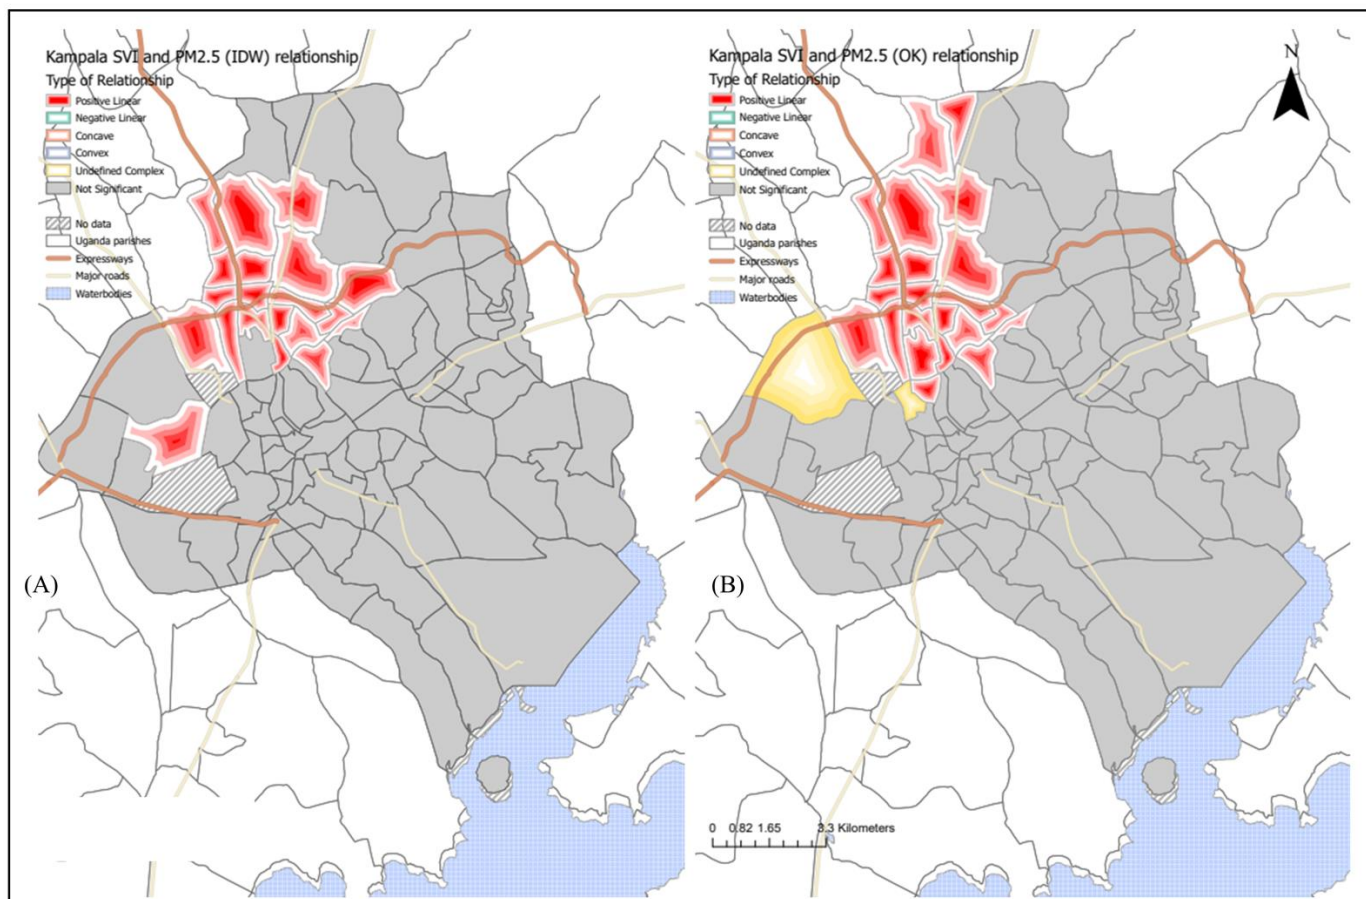 Kampala SVI and PM2.5 (IDW) relationship
Type of Relationship
Positive Linear
Negative Linear
Concave
Convex
Undefined Complex
Not Significant
No data
Uganda parishes
Expressways
Major roads
Waterbodies
(A)
Kampala SVI and PM2.5 (OK) relationship
Type of Relationship
Positive Linear
Negative Linear
Concave
Convex
Undefined Complex
Not Significant
No data
Uganda parishes
Expressways
Major roads
Waterbodies
N
(B)
0 0.82 1.65 3.3 Kilometers